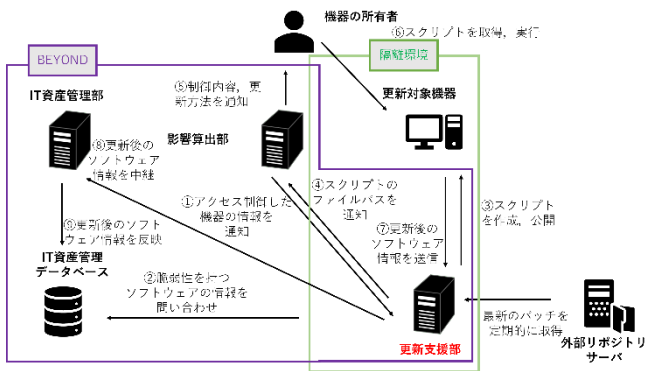 機器の所有者
⑥スクリプトを取得，実行
BEYOND
隔離環境
IT資産管理部
⑤制御内容，更
新方法を通知
更新対象機器
影響算出部
⑧更新後の
ソフトウェア
情報を中継
①アクセス制御した
機器の情報を
通知
④スクリプトの
ファイルパスを
通知
③スクリプト
を作成，公開
⑦更新後の
ソフトウェア
情報を送信
⑨更新後のソフト
ウェア情報を反映
IT資産管理
データベース
②脆弱性を持つ
ソフトウェアの情報を
問い合わせ
最新のパッチを
定期的に取得
更新支援部
外部リポジトリ
サーバ